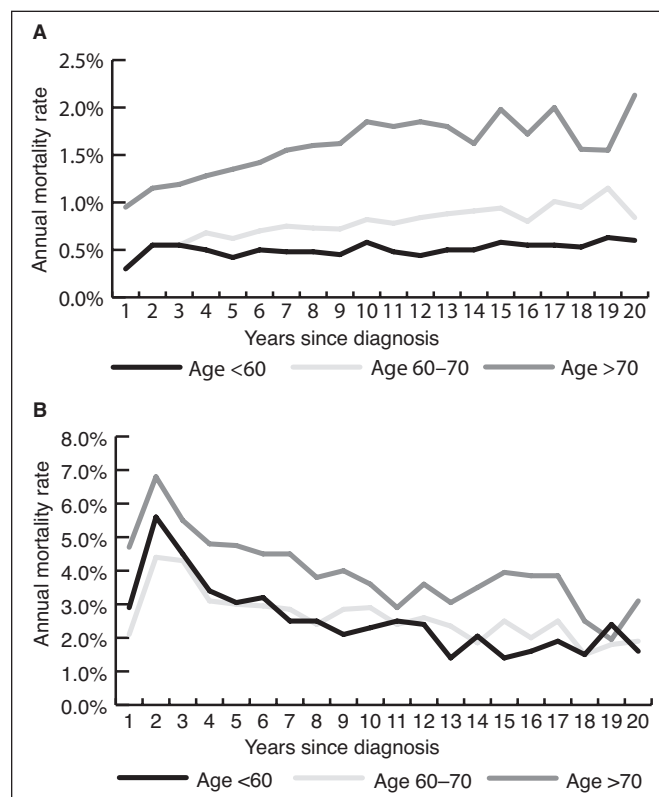 A
2.5%
2.0%
1.5%
1.0%
0.5%
0.0%
Annual mortality rate
1 2 3 4 5 6 7 8 9 10 11 12 13 14 15 16 17 18 19 20
Years since diagnosis
Age <60 Age 60–70 Age >70
B
8.0%
7.0%
6.0%
5.0%
4.0%
3.0%
2.0%
1.0%
0.0%
Annual mortality rate
1 2 3 4 5 6 7 8 9 10 11 12 13 14 15 16 17 18 19 20
Years since diagnosis
Age <60 Age 60–70 Age >70